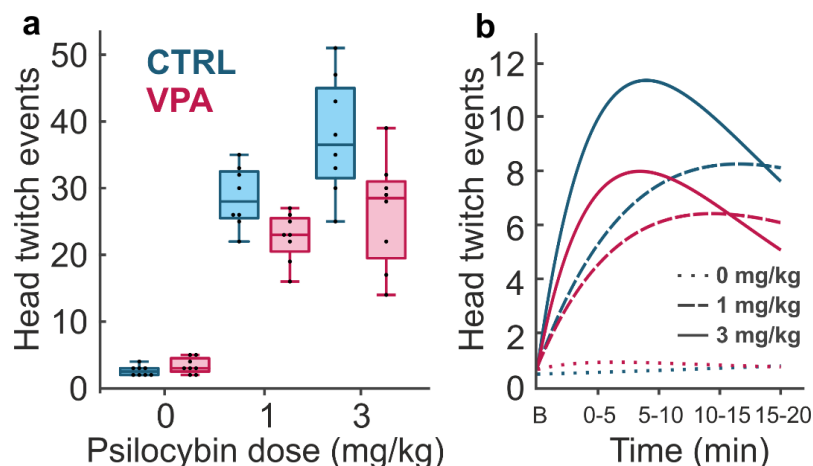 a
CTRL
VPA
Head twitch events
50
40
30
20
10
0
0 1 3
Psilocybin dose (mg/kg)
b
Head twitch events
12
10
8
6
4
2
0
0 mg/kg
1 mg/kg
3 mg/kg
B 0-5 5-10 10-15 15-20
Time (min)